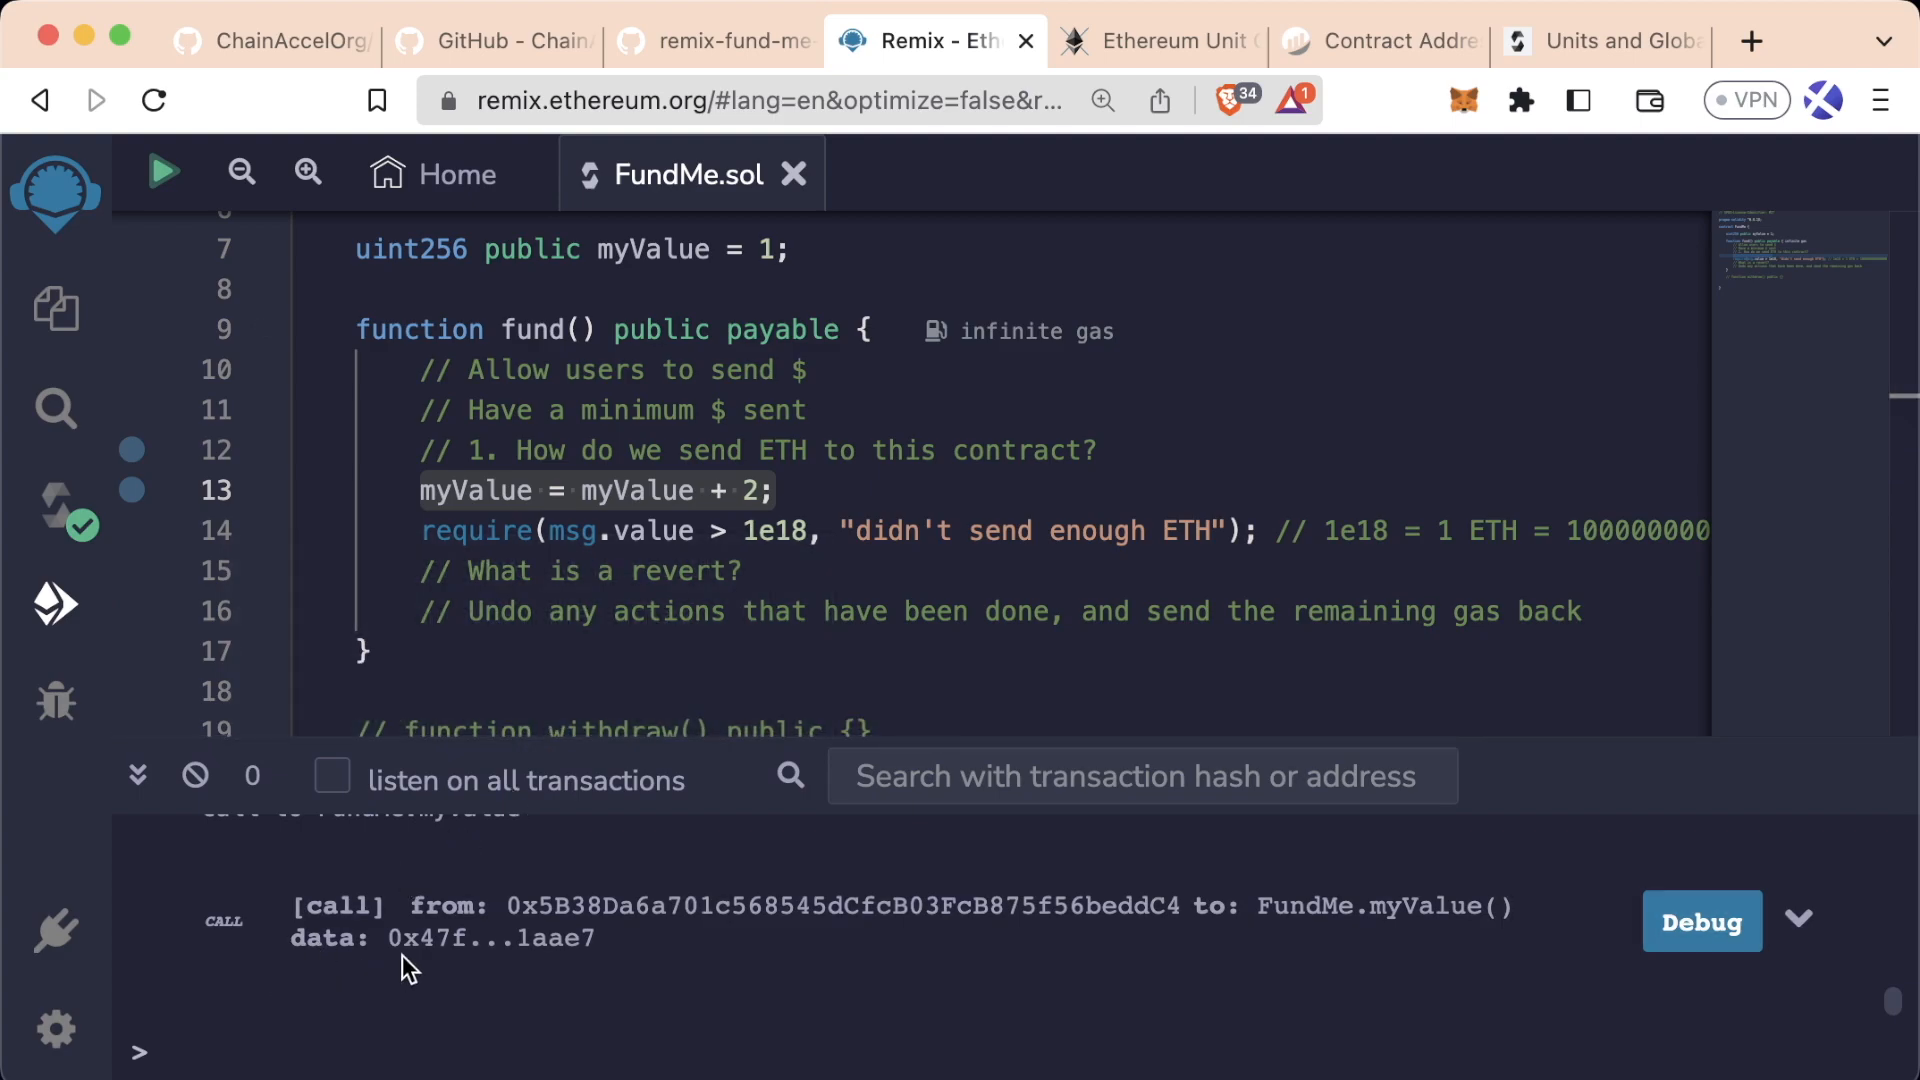 ChainAccelOrg/
GitHub - Chain
remix-fund-me
Remix - Eth
Ethereum Unit
Contract Addre
Units and Globa
remix.ethereum.org/#lang=en&optimize=false&r...
34
1
VPN
Home
FundMe.sol
7 uint256 public myValue = 1;
8
9 function fund() public payable { infinite gas
10 // Allow users to send $
11 // Have a minimum $ sent
12 // 1. How do we send ETH to this contract?
13 myValue = myValue + 2;
14 require(msg.value > 1e18, "didn't send enough ETH"); // 1e18 = 1 ETH = 100000000
15 // What is a revert?
16 // Undo any actions that have been done, and send the remaining gas back
17 }
18
19 // function withdraw() public {}
0
listen on all transactions
Search with transaction hash or address
call to FundMe.myValue
CALL
[call] from: 0x5B38Da6a701c568545dCfcB03FcB875f56beddC4 to: FundMe.myValue()
data: 0x47f...1aae7
Debug
>